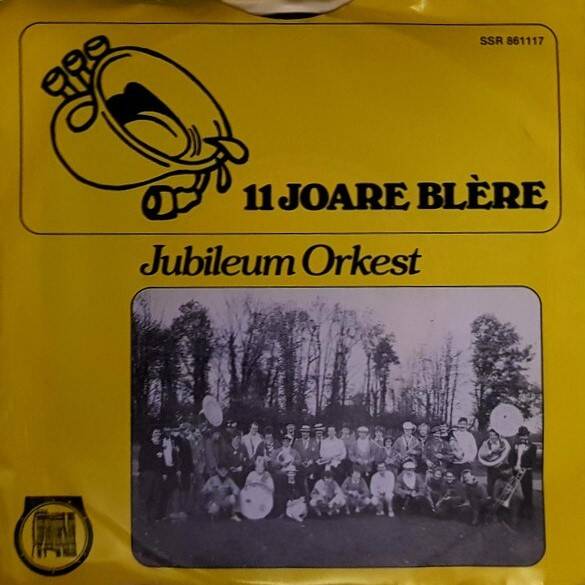 SSR 861117
11 JOARE BLÈRE
Jubileum Orkest